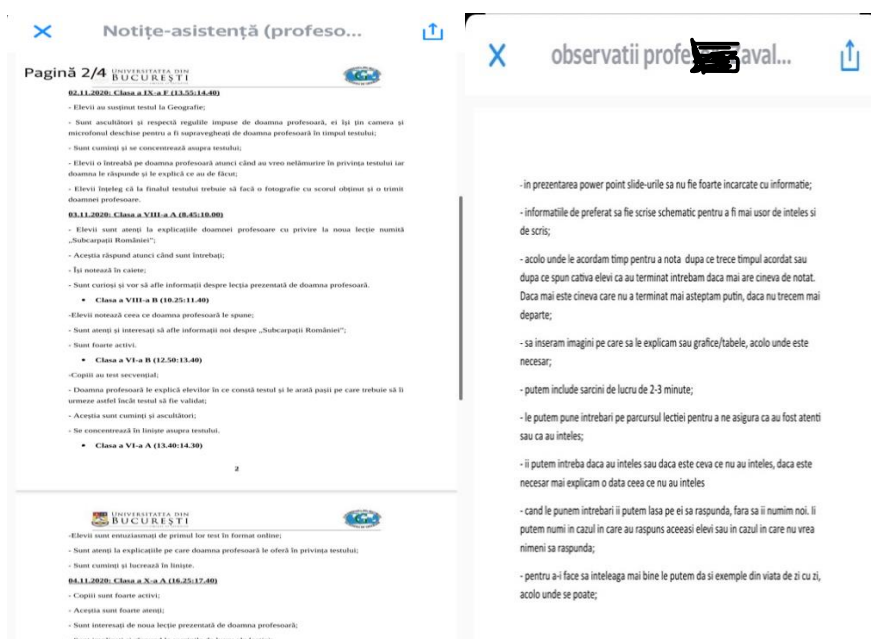 Notițe-asistență (profeso...
Pagină 2/4
UNIVERSITATEA DIN
BUCUREȘTI
02.11.2020: Clasa a IX-a F (13.55:14.40)
- Elevii au susținut testul la Geografie;
- Sunt ascultători și respectă regulile impuse de doamna profesoară, ei își țin camera și
microfonul deschise pentru a fi supravegheați de doamna profesoară în timpul testului;
- Sunt cuminți și se concentrează asupra testului;
- Elevii o întreabă pe doamna profesoară atunci când au vreo nelămurire în privința testului iar
doamna le răspunde și le explică ce au de făcut;
- Elevii înțeleg că la finalul testului trebuie să facă o fotografie cu scorul obținut și o trimit
doamnei profesoare.
03.11.2020: Clasa a VIII-a A (8.45:10.00)
- Elevii sunt atenți la explicațiile doamnei profesoare cu privire la noua lecție numită
„Subcarpații României”;
- Aceștia răspund atunci când sunt întrebați;
- Își notează în caiete;
- Sunt curioși și vor să afle informații despre lecția prezentată de doamna profesoară.
• Clasa a VIII-a B (10.25:11.40)
-Elevii notează ceea ce doamna profesoară le spune;
- Sunt atenți și interesați să afle informații noi despre „Subcarpații României”;
- Sunt foarte activi.
• Clasa a VI-a B (12.50:13.40)
-Copiii au test secvențial;
- Doamna profesoară le explică elevilor în ce constă testul și le arată pașii pe care trebuie să îi
urmeze astfel încât testul să fie validat;
- Aceștia sunt cuminți și ascultători;
- Se concentrează în liniște asupra testului.
• Clasa a VI-a A (13.40:14.30)
2
UNIVERSITATEA DIN
BUCUREȘTI
-Elevii sunt entuziasmați de primul lor test în format online;
- Sunt atenți la explicațiile pe care doamna profesoară le oferă în privința testului;
- Sunt cuminți și lucrează în liniște.
04.11.2020: Clasa a X-a A (16.25:17.40)
- Copiii sunt foarte activi;
- Aceștia sunt foarte atenți;
- Sunt interesați de noua lecție prezentată de doamna profesoară;
observatii profe aval...
- in prezentarea power point slide-urile sa nu fie foarte incarcate cu informatie;
- informatiile de preferat sa fie scrise schematic pentru a fi mai usor de inteles si
de scris;
- acolo unde le acordam timp pentru a nota dupa ce trece timpul acordat sau
dupa ce spun cativa elevi ca au terminat intrebam daca mai are cineva de notat.
Daca mai este cineva care nu a terminat mai asteptam putin, daca nu trecem mai
departe;
- sa inseram imagini pe care sa le explicam sau grafice/tabele, acolo unde este
necesar;
- putem include sarcini de lucru de 2-3 minute;
- le putem pune intrebari pe parcursul lectiei pentru a ne asigura ca au fost atenti
sau ca au inteles;
- ii putem intreba daca au inteles sau daca este ceva ce nu au inteles, daca este
necesar mai explicam o data ceea ce nu au inteles
- cand le punem intrebari ii putem lasa pe ei sa raspunda, fara sa ii numim noi. Ii
putem numi in cazul in care au raspuns aceeasi elevi sau in cazul in care nu vrea
nimeni sa raspunda;
- pentru a-i face sa inteleaga mai bine le putem da si exemple din viata de zi cu zi,
acolo unde se poate;